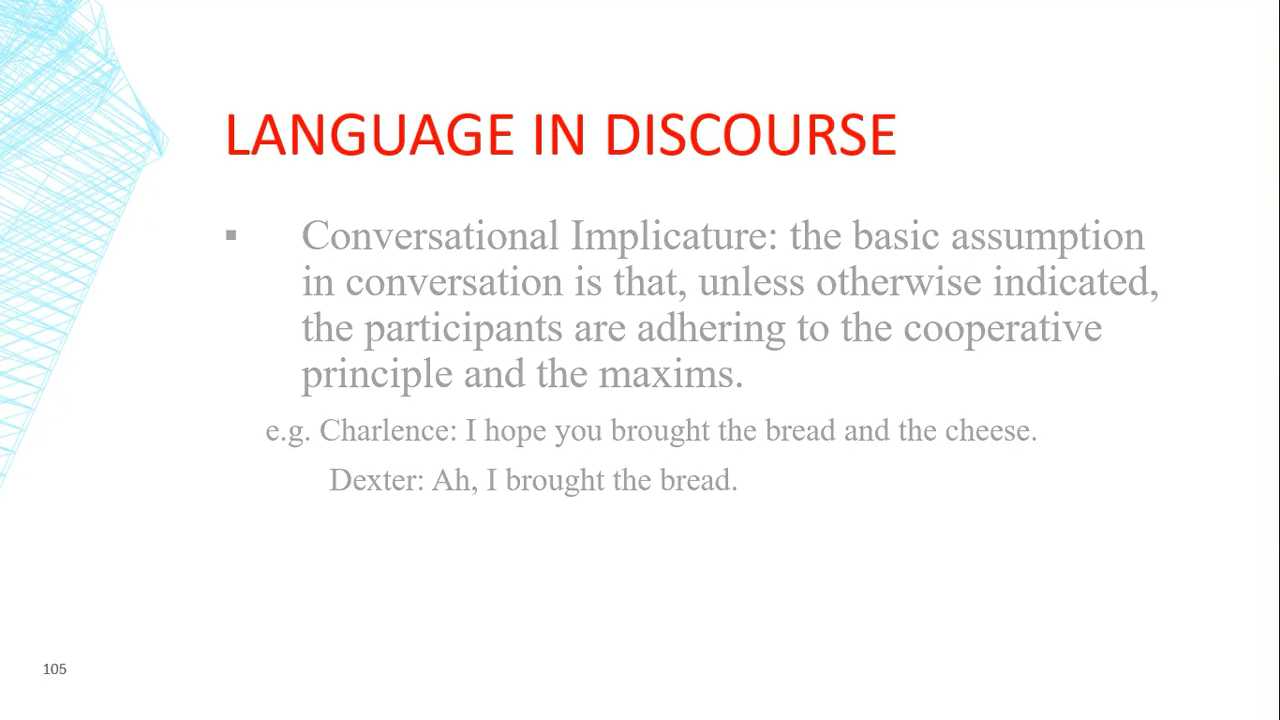 LANGUAGE IN DISCOURSE
▪ Conversational Implicature: the basic assumption
in conversation is that, unless otherwise indicated,
the participants are adhering to the cooperative
principle and the maxims.
e.g. Charlence: I hope you brought the bread and the cheese.
Dexter: Ah, I brought the bread.
105